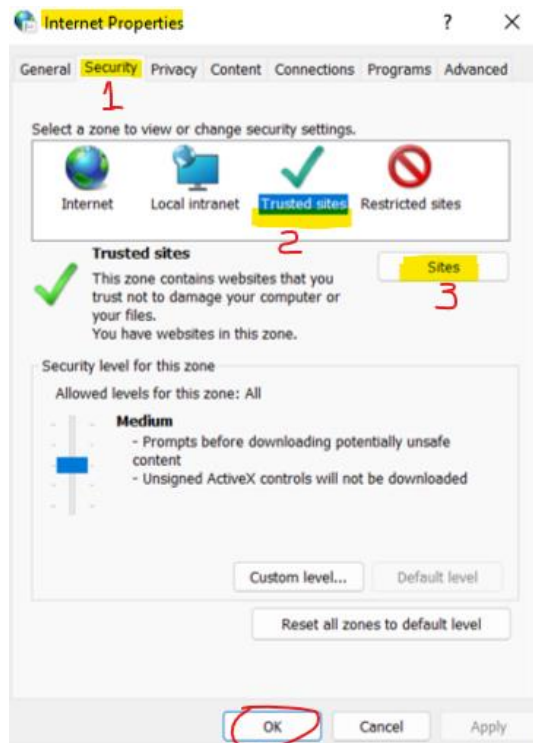 Internet Properties ? ×
General Security Privacy Content Connections Programs Advanced
1
Select a zone to view or change security settings.
Internet Local intranet Trusted sites Restricted sites
2
Trusted sites
Sites
3
This zone contains websites that you
trust not to damage your computer or
your files.
You have websites in this zone.
Security level for this zone
Allowed levels for this zone: All
Medium
- Prompts before downloading potentially unsafe
content
- Unsigned ActiveX controls will not be downloaded
Custom level... Default level
Reset all zones to default level
OK Cancel Apply